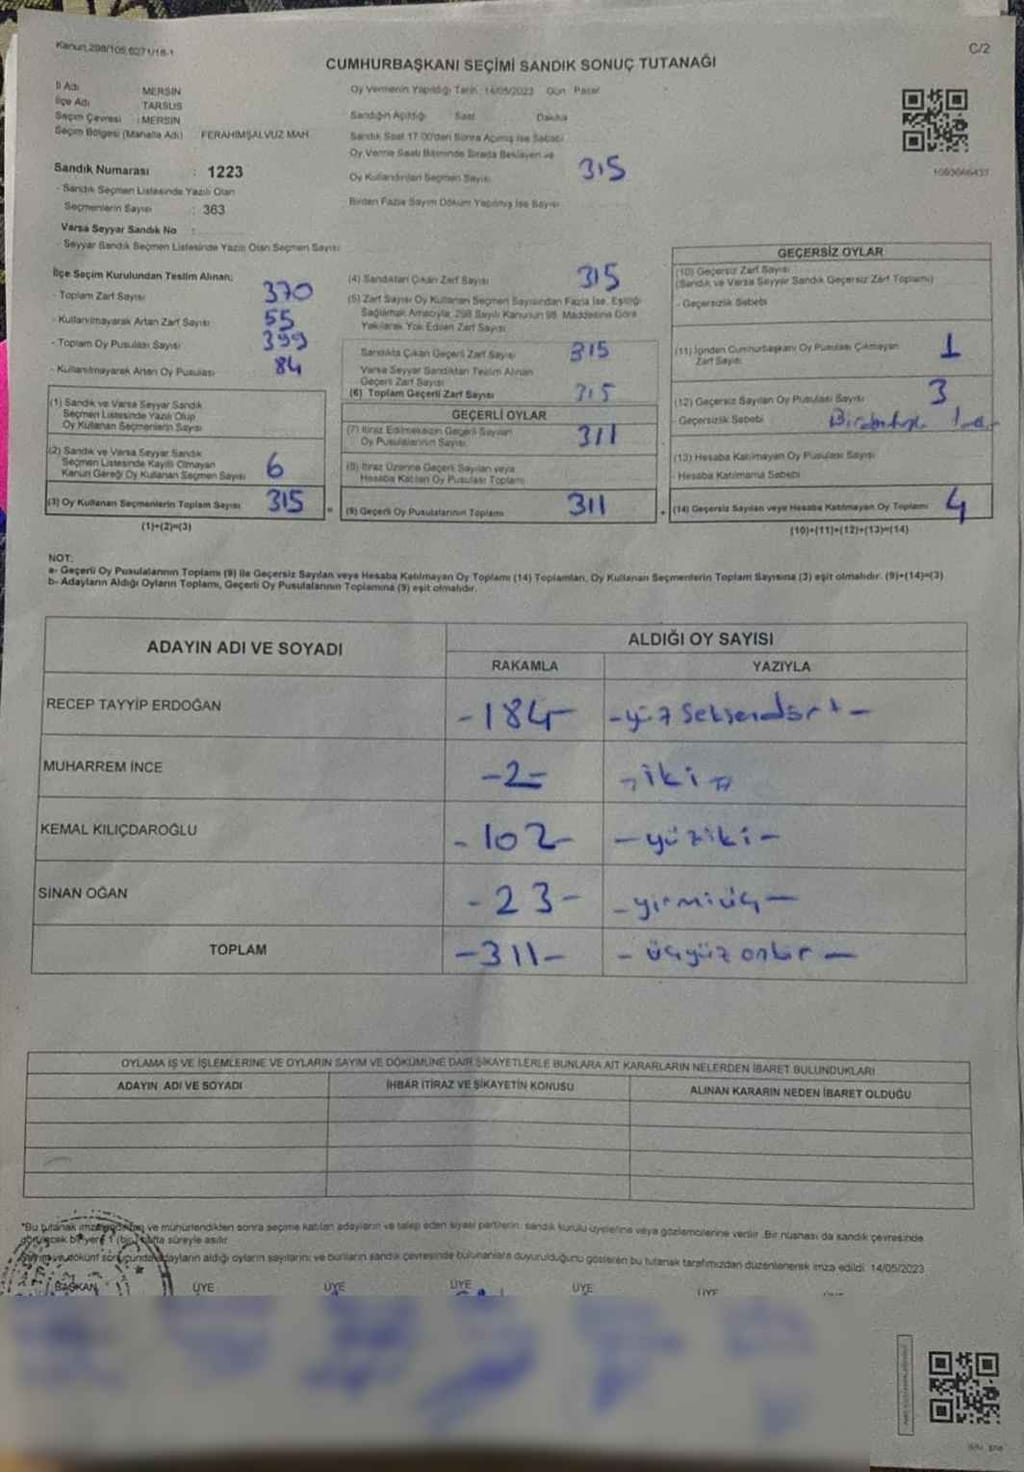 Kanun 298/105,6271/18-1
C/2
CUMHURBAŞKANI SEÇİMİ SANDIK SONUÇ TUTANAĞI
İl Adı MERSİN
İlçe Adı TARSUS
Seçim Çevresi : MERSİN
Seçim Bölgesi (Mahalle Adı) FERAHİMŞALVUZ MAH.
Sandık Numarası : 1223
- Sandık Seçmen Listesinde Yazılı Olan
Seçmenlerin Sayısı : 363
Varsa Seyyar Sandık No :
- Seyyar Sandık Seçmen Listesinde Yazılı Olan Seçmen Sayısı
Oy Vermenin Yapıldığı Tarih: 14/05/2023 Gün Pazar
Sandığın Açıldığı Saat Dakika
Sandık Saat 17.00'den Sonra Açılmış İse Sebebi
Oy Verme Saati Bitiminde Sırada Bekleyen ve
Oy Kullandırılan Seçmen Sayısı 315
Birden Fazla Sayım Döküm Yapılmış İse Sayısı
İlçe Seçim Kurulundan Teslim Alınan;
- Toplam Zarf Sayısı 370
- Kullanılmayarak Artan Zarf Sayısı 55
- Toplam Oy Pusulası Sayısı 399
- Kullanılmayarak Artan Oy Pusulası 84
(1) Sandık ve Varsa Seyyar Sandık
Seçmen Listesinde Yazılı Olup
Oy Kullanan Seçmenlerin Sayısı
(2) Sandık ve Varsa Seyyar Sandık
Seçmen Listesinde Kayıtlı Olmayan
Kanun Gereği Oy Kullanan Seçmen Sayısı 6
(3) Oy Kullanan Seçmenlerin Toplam Sayısı 315
(1)+(2)=(3)
(4) Sandıktan Çıkan Zarf Sayısı 315
(5) Zarf Sayısı Oy Kullanan Seçmen Sayısından Fazla İse, Eşitliği
Sağlamak Amacıyla, 298 Sayılı Kanunun 98. Maddesine Göre
Yakılarak Yok Edilen Zarf Sayısı
Sandıkta Çıkan Geçerli Zarf Sayısı 315
Varsa Seyyar Sandıktan Teslim Alınan
Geçerli Zarf Sayısı
(6) Toplam Geçerli Zarf Sayısı 315
GEÇERLİ OYLAR
(7) İtiraz Edilmeksizin Geçerli Sayılan
Oy Pusulalarının Sayısı 311
(8) İtiraz Üzerine Geçerli Sayılan veya
Hesaba Katılan Oy Pusulası Toplamı
(9) Geçerli Oy Pusulalarının Toplamı 311
GEÇERSİZ OYLAR
(10) Geçersiz Zarf Sayısı
(Sandık ve Varsa Seyyar Sandık Geçersiz Zarf Toplamı)
- Geçersizlik Sebebi
(11) İçinden Cumhurbaşkanı Oy Pusulası Çıkmayan
Zarf Sayısı 1
(12) Geçersiz Sayılan Oy Pusulası Sayısı 3
- Geçersizlik Sebebi
(13) Hesaba Katılmayan Oy Pusulası Sayısı
- Hesaba Katılmama Sebebi
(14) Geçersiz Sayılan veya Hesaba Katılmayan Oy Toplamı 4
(10)+(11)+(12)+(13)=(14)
NOT:
a- Geçerli Oy Pusulalarının Toplamı (9) ile Geçersiz Sayılan veya Hesaba Katılmayan Oy Toplamı (14) Toplamları, Oy Kullanan Seçmenlerin Toplam Sayısına (3) eşit olmalıdır. (9)+(14)=(3)
b- Adayların Aldığı Oyların Toplamı, Geçerli Oy Pusulalarının Toplamına (9) eşit olmalıdır.
ADAYIN ADI VE SOYADI
ALDIĞI OY SAYISI
RAKAMLA YAZIYLA
RECEP TAYYİP ERDOĞAN -184- -yüz seksendört-
MUHARREM İNCE -2- -iki-
KEMAL KILIÇDAROĞLU -102- -yüziki-
SİNAN OĞAN -23- -yirmiüç-
TOPLAM -311- -üçyüz onbir-
OYLAMA İŞ VE İŞLEMLERİNE VE OYLARIN SAYIM VE DÖKÜMÜNE DAİR ŞİKAYETLERLE BUNLARA AİT KARARLARIN NELERDEN İBARET BULUNDUKLARI
ADAYIN ADI VE SOYADI İHBAR İTİRAZ VE ŞİKAYETİN KONUSU ALINAN KARARIN NEDEN İBARET OLDUĞU
*Bu tutanak ve mühürlendikten sonra seçime katılan adayların ve talep eden siyasi partilerin, sandık kurulu üyelerine veya gözlemcilerine verilir. Bir nüshası da sandık çevresinde
bir yere 1 (bir) hafta süreyle asılır.
adayların aldığı oyların sayılarını ve bunların sandık çevresinde bulunanlara duyurulduğunu gösteren bu tutanak tarafımızdan düzenlenerek imza edildi. 14/05/2023
BAŞKAN ÜYE ÜYE ÜYE ÜYE ÜYE